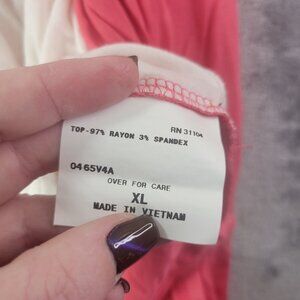 RN 31104
TOP-97% RAYON 3% SPANDEX
0465V4A
OVER FOR CARE
XL
MADE IN VIETNAM